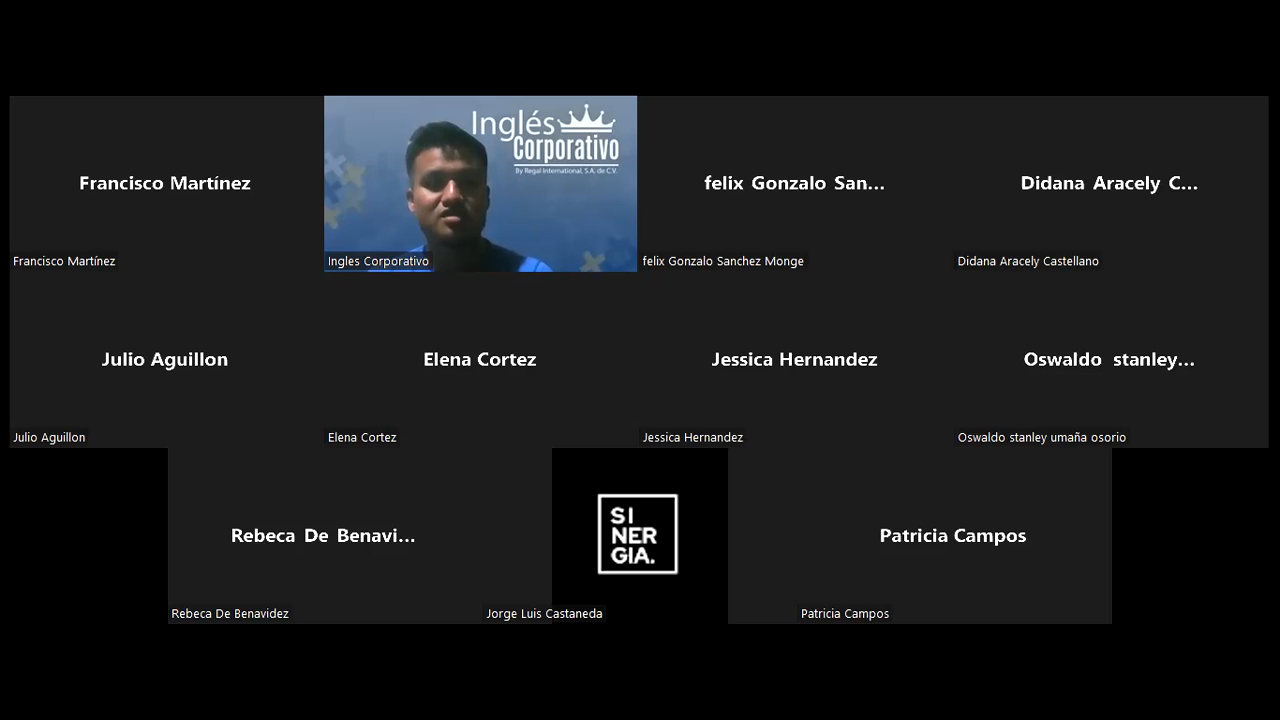 Francisco Martínez
Francisco Martínez
Inglés
Corporativo
By Regal International, S.A. de C.V.
Ingles Corporativo
felix Gonzalo San...
felix Gonzalo Sanchez Monge
Didana Aracely C...
Didana Aracely Castellano
Julio Aguillon
Julio Aguillon
Elena Cortez
Elena Cortez
Jessica Hernandez
Jessica Hernandez
Oswaldo stanley...
Oswaldo stanley umaña osorio
Rebeca De Benavi...
Rebeca De Benavidez
SI
NER
GIA.
Jorge Luis Castaneda
Patricia Campos
Patricia Campos